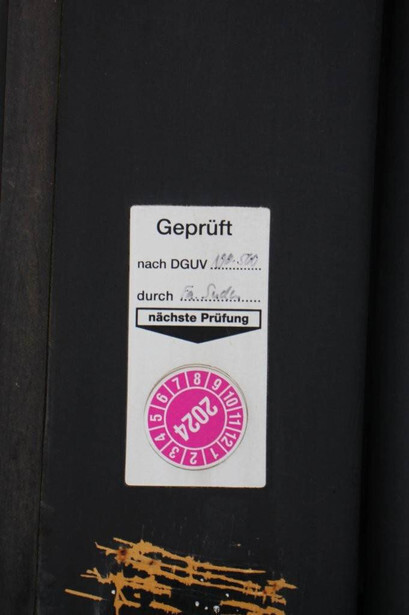 Geprüft
nach DGUV
durch Fa.
nächste Prüfung
7 8 9 10 11 12 1 2 3 4 5 6
2024